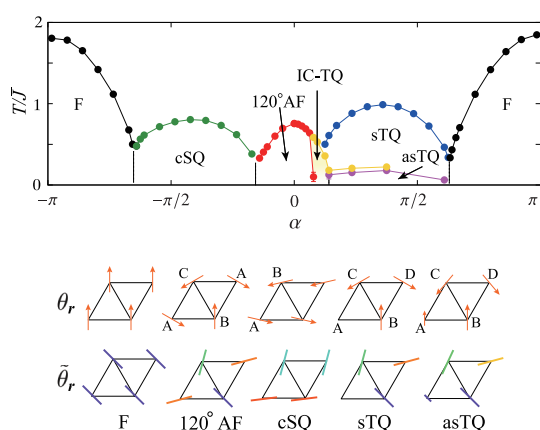 T/J̄
2
1
0
F
cSQ
120°AF
IC-TQ
sTQ
asTQ
F
−π
−π/2
0
π/2
π
α
θ_r
C A
A B
B
A
C D
A B
C D
A B
θ̃_r
F 120° AF cSQ sTQ asTQ